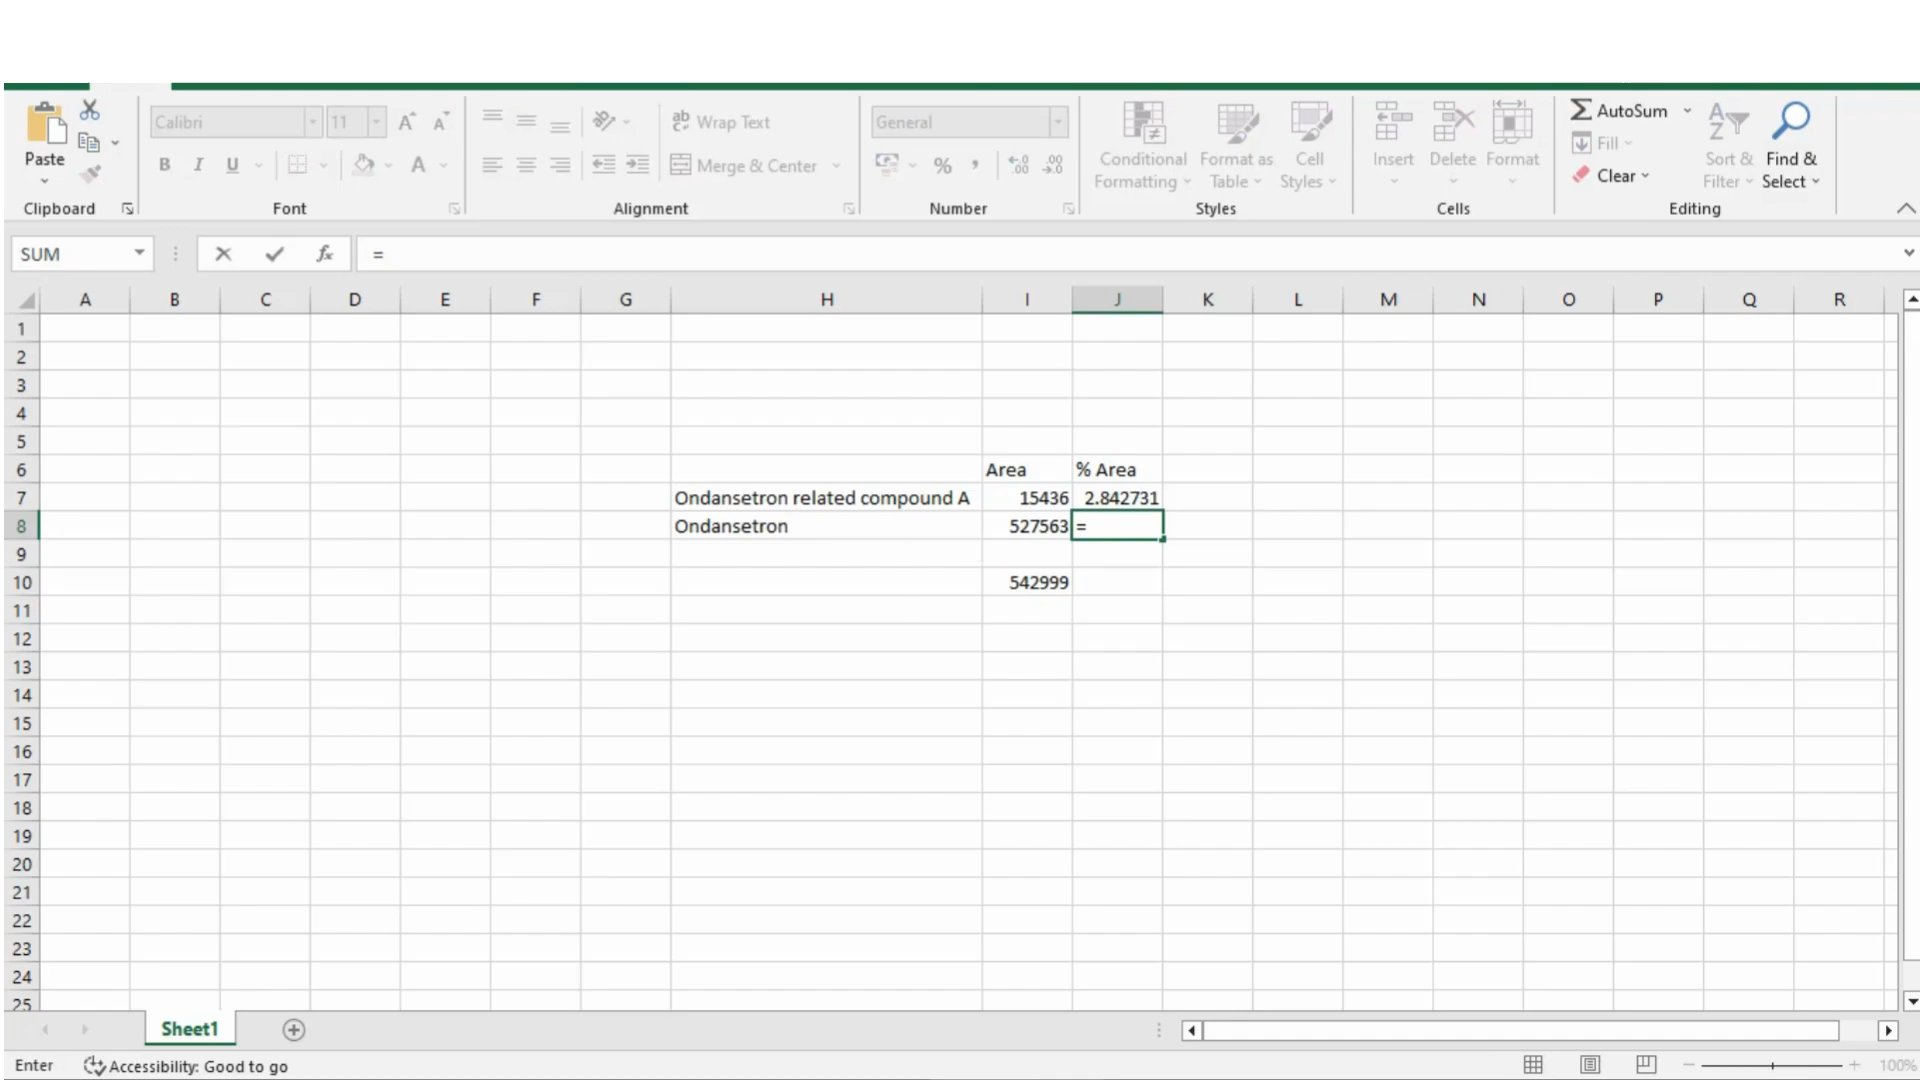 Calibri 11 Wrap Text General AutoSum
Paste Conditional Formatting Format as Table Cell Styles Insert Delete Format Fill Sort & Filter Find & Select
B I U A Merge & Center % , Clear
Clipboard Font Alignment Number Styles Cells Editing
SUM fx =
A B C D E F G H I J K L M N O P Q R
1
2
3
4
5
6 Area % Area
7 Ondansetron related compound A 15436 2.842731
8 Ondansetron 527563 =
9
10 542999
11
12
13
14
15
16
17
18
19
20
21
22
23
24
25
Sheet1
Enter Accessibility: Good to go 100%